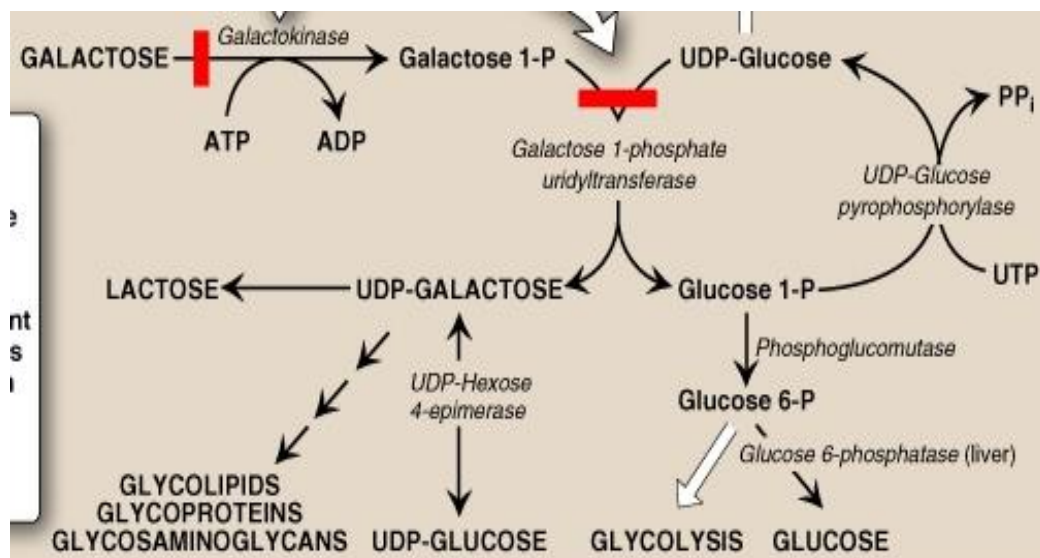 Galactokinase
GALACTOSE
Galactose 1-P
UDP-Glucose
PPi
ATP
ADP
Galactose 1-phosphate
uridyltransferase
UDP-Glucose
pyrophosphorylase
UTP
LACTOSE
UDP-GALACTOSE
Glucose 1-P
nt
s
Phosphoglucomutase
UDP-Hexose
4-epimerase
Glucose 6-P
Glucose 6-phosphatase (liver)
GLYCOLIPIDS
GLYCOPROTEINS
GLYCOSAMINOGLYCANS
UDP-GLUCOSE
GLYCOLYSIS
GLUCOSE